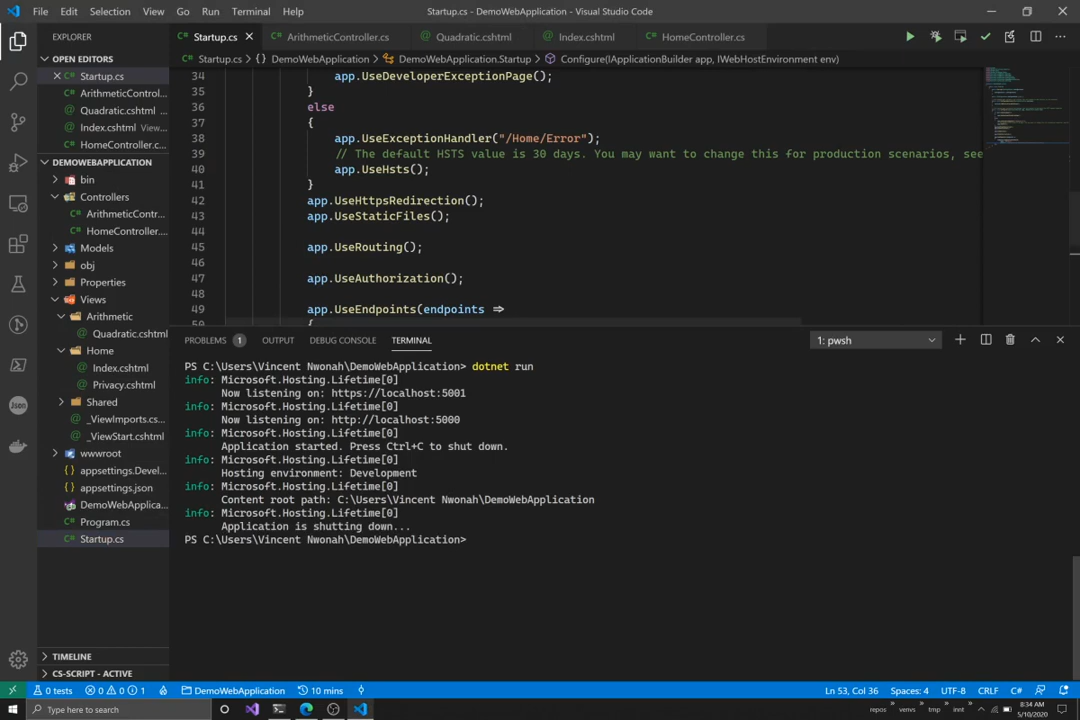 File Edit Selection View Go Run Terminal Help
Startup.cs - DemoWebApplication - Visual Studio Code
EXPLORER
OPEN EDITORS
Startup.cs
ArithmeticControl...
Quadratic.cshtml
Index.cshtml View...
HomeController.c...
DEMOWEBAPPLICATION
bin
Controllers
ArithmeticContr...
HomeController....
Models
obj
Properties
Views
Arithmetic
Quadratic.cshtml
Home
Index.cshtml
Privacy.cshtml
Shared
_ViewImports.cs...
_ViewStart.cshtml
wwwroot
appsettings.Devel...
appsettings.json
DemoWebApplica...
Program.cs
Startup.cs
TIMELINE
CS-SCRIPT - ACTIVE
Startup.cs ArithmeticController.cs Quadratic.cshtml Index.cshtml HomeController.cs
Startup.cs > {} DemoWebApplication > DemoWebApplication.Startup > Configure(IApplicationBuilder app, IWebHostEnvironment env)
34 app.UseDeveloperExceptionPage();
35 }
36 else
37 {
38 app.UseExceptionHandler("/Home/Error");
39 // The default HSTS value is 30 days. You may want to change this for production scenarios, see
40 app.UseHsts();
41 }
42 app.UseHttpsRedirection();
43 app.UseStaticFiles();
44
45 app.UseRouting();
46
47 app.UseAuthorization();
48
49 app.UseEndpoints(endpoints =>
50 {
PROBLEMS 1 OUTPUT DEBUG CONSOLE TERMINAL
1: pwsh
PS C:\Users\Vincent Nwonah\DemoWebApplication> dotnet run
info: Microsoft.Hosting.Lifetime[0]
Now listening on: https://localhost:5001
info: Microsoft.Hosting.Lifetime[0]
Now listening on: http://localhost:5000
info: Microsoft.Hosting.Lifetime[0]
Application started. Press Ctrl+C to shut down.
info: Microsoft.Hosting.Lifetime[0]
Hosting environment: Development
info: Microsoft.Hosting.Lifetime[0]
Content root path: C:\Users\Vincent Nwonah\DemoWebApplication
info: Microsoft.Hosting.Lifetime[0]
Application is shutting down...
PS C:\Users\Vincent Nwonah\DemoWebApplication>
0 tests 0 0 1 DemoWebApplication 10 mins
Ln 53, Col 36 Spaces: 4 UTF-8 CRLF C#
Type here to search
repos venvs tmp innt
8:34 AM
5/10/2020